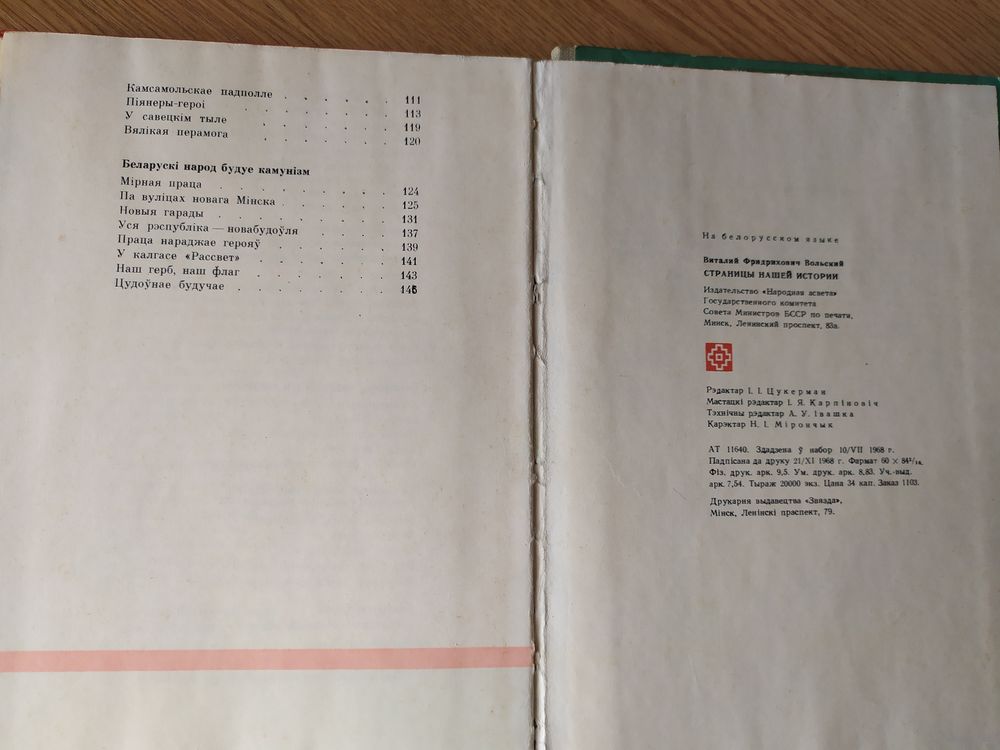 Камсамольскае падполле . . . . . . 111
Піянеры-героі . . . . . . 113
У савецкім тыле . . . . . . 119
Вялікая перамога . . . . . . 120
Беларускі народ будуе камунізм
Мірная праца . . . . . . . . 124
Па вуліцах новага Мінска . . . . . . 125
Новыя гарады . . . . . . . . 131
Уся рэспубліка — новабудоўля . . . . 137
Праца нараджае герояў . . . . . . 139
У калгасе «Рассвет» . . . . . . 141
Наш герб, наш флаг . . . . . . 143
Цудоўнае будучае . . . . . . 145
На белорусском языке
Виталий Фридрихович Вольский
СТРАНИЦЫ НАШЕЙ ИСТОРИИ
Издательство «Народная асвета»
Государственного комитета
Совета Министров БССР по печати.
Минск, Ленинский проспект, 83а.
Рэдактар І. І. Цукерман
Мастацкі рэдактар І. Я. Карпіновіч
Тэхнічны рэдактар А. У. Івашка
Карэктар Н. І. Мірончык
АТ 11640. Здадзена ў набор 10/VII 1968 г.
Падпісана да друку 21/XI 1968 г. Фармат 60 × 84¹/₁₆.
Фіз. друк. арк. 9,5. Ум. друк. арк. 8,83. Уч.-выд.
арк. 7,54. Тыраж 20000 экз. Цана 34 кап. Заказ 1103.
Друкарня выдавецтва «Звязда»,
Мінск, Ленінскі праспект, 79.